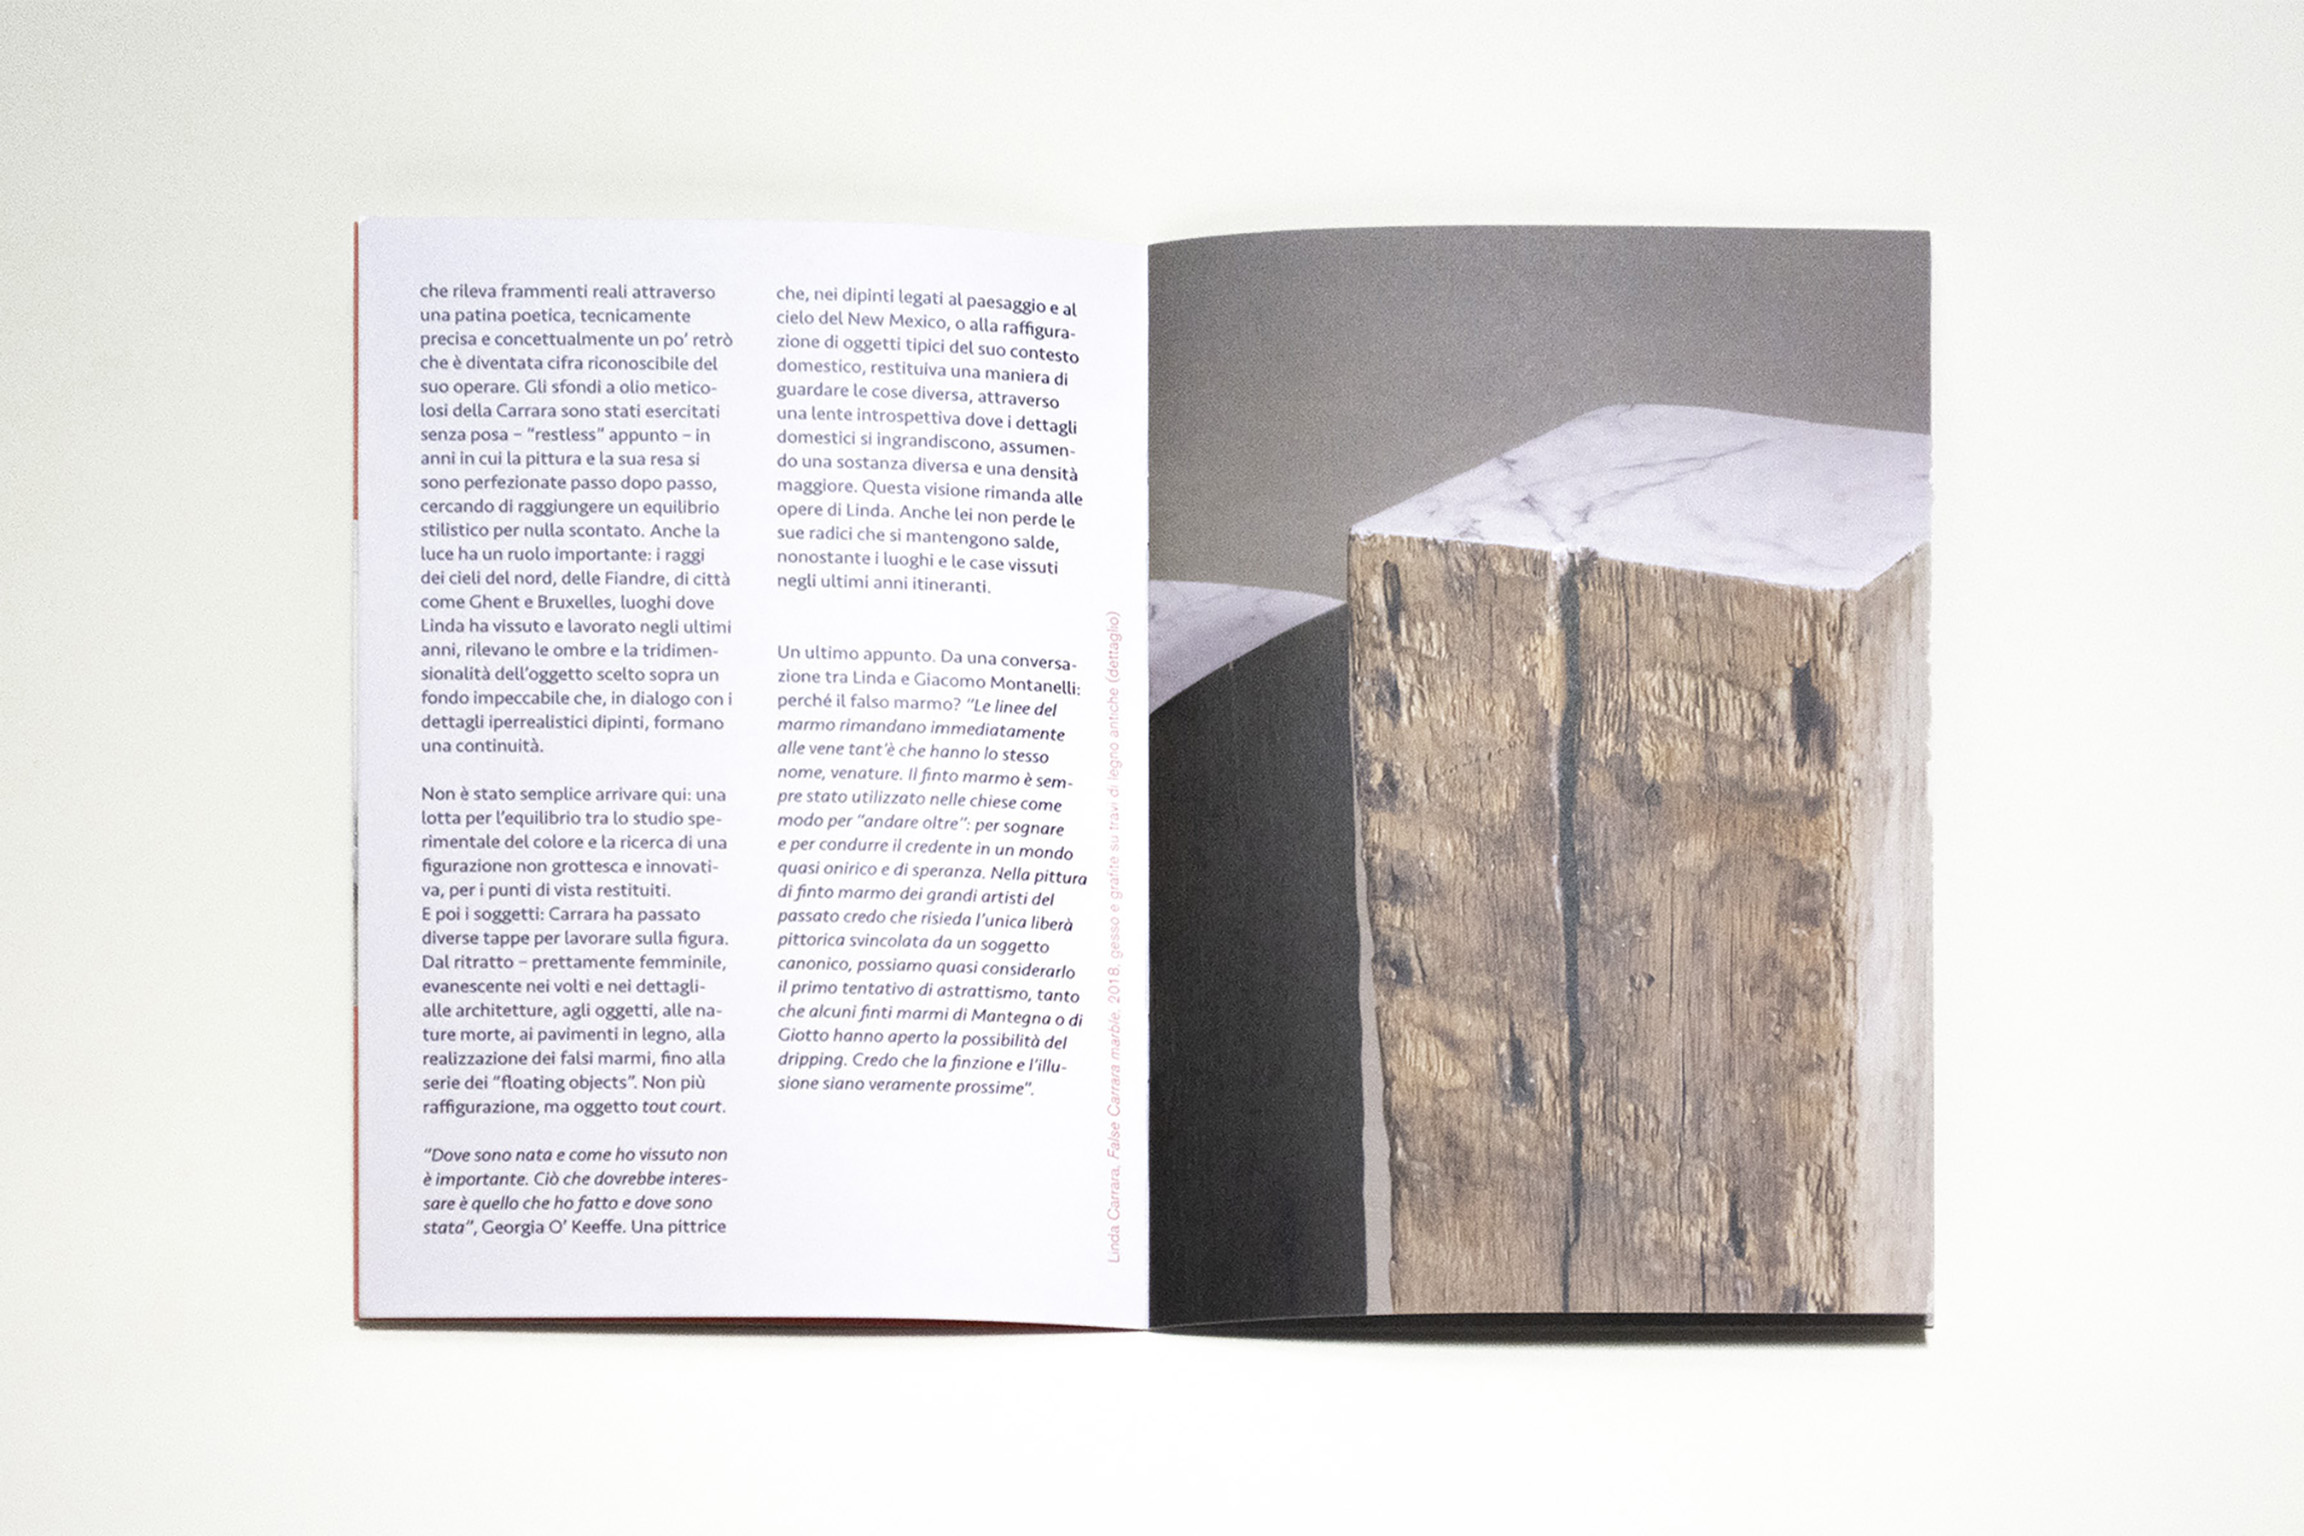 che rileva frammenti reali attraverso
una patina poetica, tecnicamente
precisa e concettualmente un po’ retrò
che è diventata cifra riconoscibile del
suo operare. Gli sfondi a olio metico-
losi della Carrara sono stati esercitati
senza posa – “restless” appunto – in
anni in cui la pittura e la sua resa si
sono perfezionate passo dopo passo,
cercando di raggiungere un equilibrio
stilistico per nulla scontato. Anche la
luce ha un ruolo importante: i raggi
dei cieli del nord, delle Fiandre, di città
come Ghent e Bruxelles, luoghi dove
Linda ha vissuto e lavorato negli ultimi
anni, rilevano le ombre e la tridimen-
sionalità dell’oggetto scelto sopra un
fondo impeccabile che, in dialogo con i
dettagli iperrealistici dipinti, formano
una continuità.
Non è stato semplice arrivare qui: una
lotta per l’equilibrio tra lo studio spe-
rimentale del colore e la ricerca di una
figurazione non grottesca e innovati-
va, per i punti di vista restituiti.
E poi i soggetti: Carrara ha passato
diverse tappe per lavorare sulla figura.
Dal ritratto – prettamente femminile,
evanescente nei volti e nei dettagli-
alle architetture, agli oggetti, alle na-
ture morte, ai pavimenti in legno, alla
realizzazione dei falsi marmi, fino alla
serie dei “floating objects”. Non più
raffigurazione, ma oggetto tout court.
“Dove sono nata e come ho vissuto non
è importante. Ciò che dovrebbe interes-
sare è quello che ho fatto e dove sono
stata”, Georgia O’ Keeffe. Una pittrice
che, nei dipinti legati al paesaggio e al
cielo del New Mexico, o alla raffigura-
zione di oggetti tipici del suo contesto
domestico, restituiva una maniera di
guardare le cose diversa, attraverso
una lente introspettiva dove i dettagli
domestici si ingrandiscono, assumen-
do una sostanza diversa e una densità
maggiore. Questa visione rimanda alle
opere di Linda. Anche lei non perde le
sue radici che si mantengono salde,
nonostante i luoghi e le case vissuti
negli ultimi anni itineranti.
Un ultimo appunto. Da una conversa-
zione tra Linda e Giacomo Montanelli:
perché il falso marmo? “Le linee del
marmo rimandano immediatamente
alle vene tant’è che hanno lo stesso
nome, venature. Il finto marmo è sem-
pre stato utilizzato nelle chiese come
modo per “andare oltre”: per sognare
e per condurre il credente in un mondo
quasi onirico e di speranza. Nella pittura
di finto marmo dei grandi artisti del
passato credo che risieda l’unica liberà
pittorica svincolata da un soggetto
canonico, possiamo quasi considerarlo
il primo tentativo di astrattismo, tanto
che alcuni finti marmi di Mantegna o di
Giotto hanno aperto la possibilità del
dripping. Credo che la finzione e l’illu-
sione siano veramente prossime”.
Linda Carrara, False Carrara marble, 2018, gesso e grafite su travi di legno antiche (dettaglio)